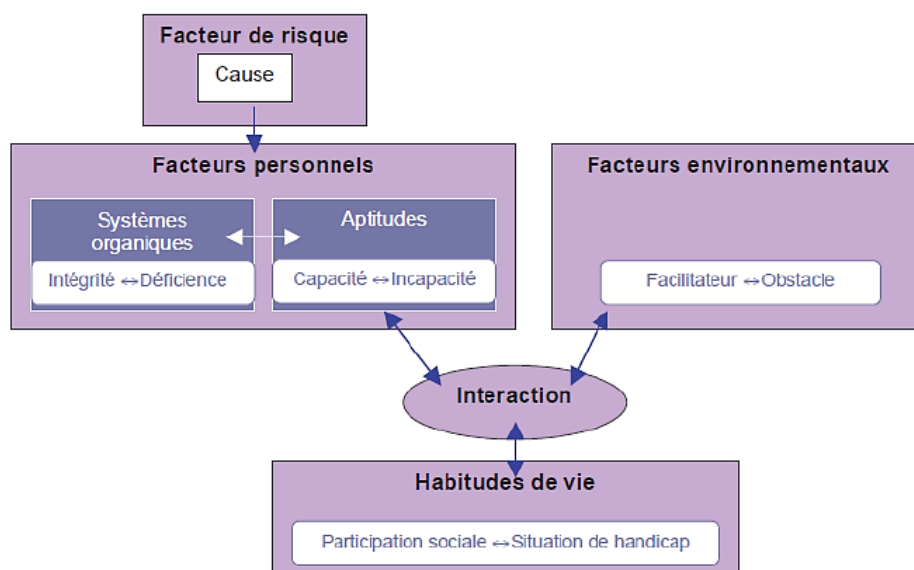 Facteur de risque
Cause
Facteurs personnels
Systèmes
organiques
Intégrité ↔Déficience
Aptitudes
Capacité ↔Incapacité
Facteurs environnementaux
Facilitateur ↔Obstacle
Interaction
Habitudes de vie
Participation sociale ↔Situation de handicap